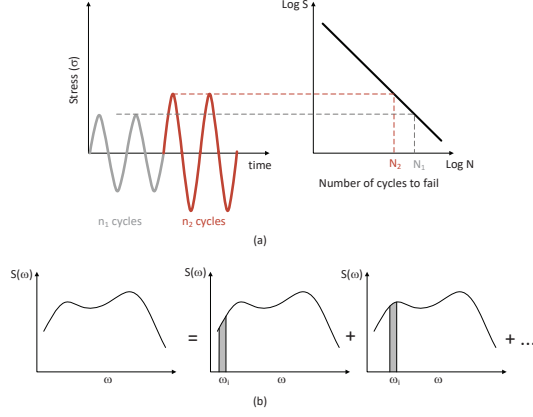 Stress (σ)
time
n₁ cycles
n₂ cycles
Log S
N₂
N₁
Log N
Number of cycles to fail
(a)
S(ω)
ω
=
S(ω)
ωᵢ
ω
+
S(ω)
ωᵢ
ω
+ ...
(b)